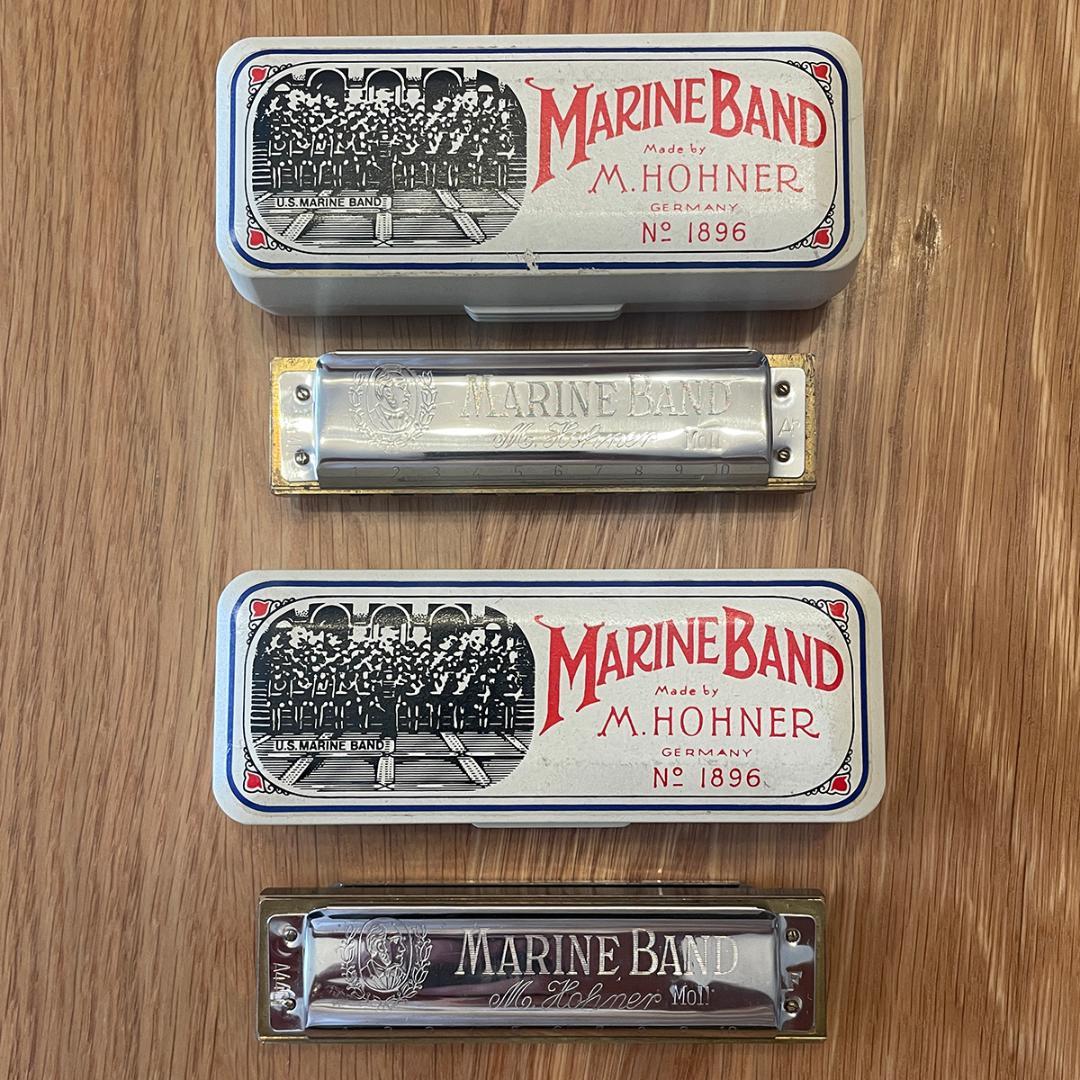 MARINE BAND
Made by
M. HOHNER
GERMANY
Nº 1896
U.S. MARINE BAND
MARINE BAND
M. Hohner Moll
1 2 3 4 5 6 7 8 9 10
MARINE BAND
Made by
M. HOHNER
GERMANY
Nº 1896
U.S. MARINE BAND
MARINE BAND
M. Hohner Moll